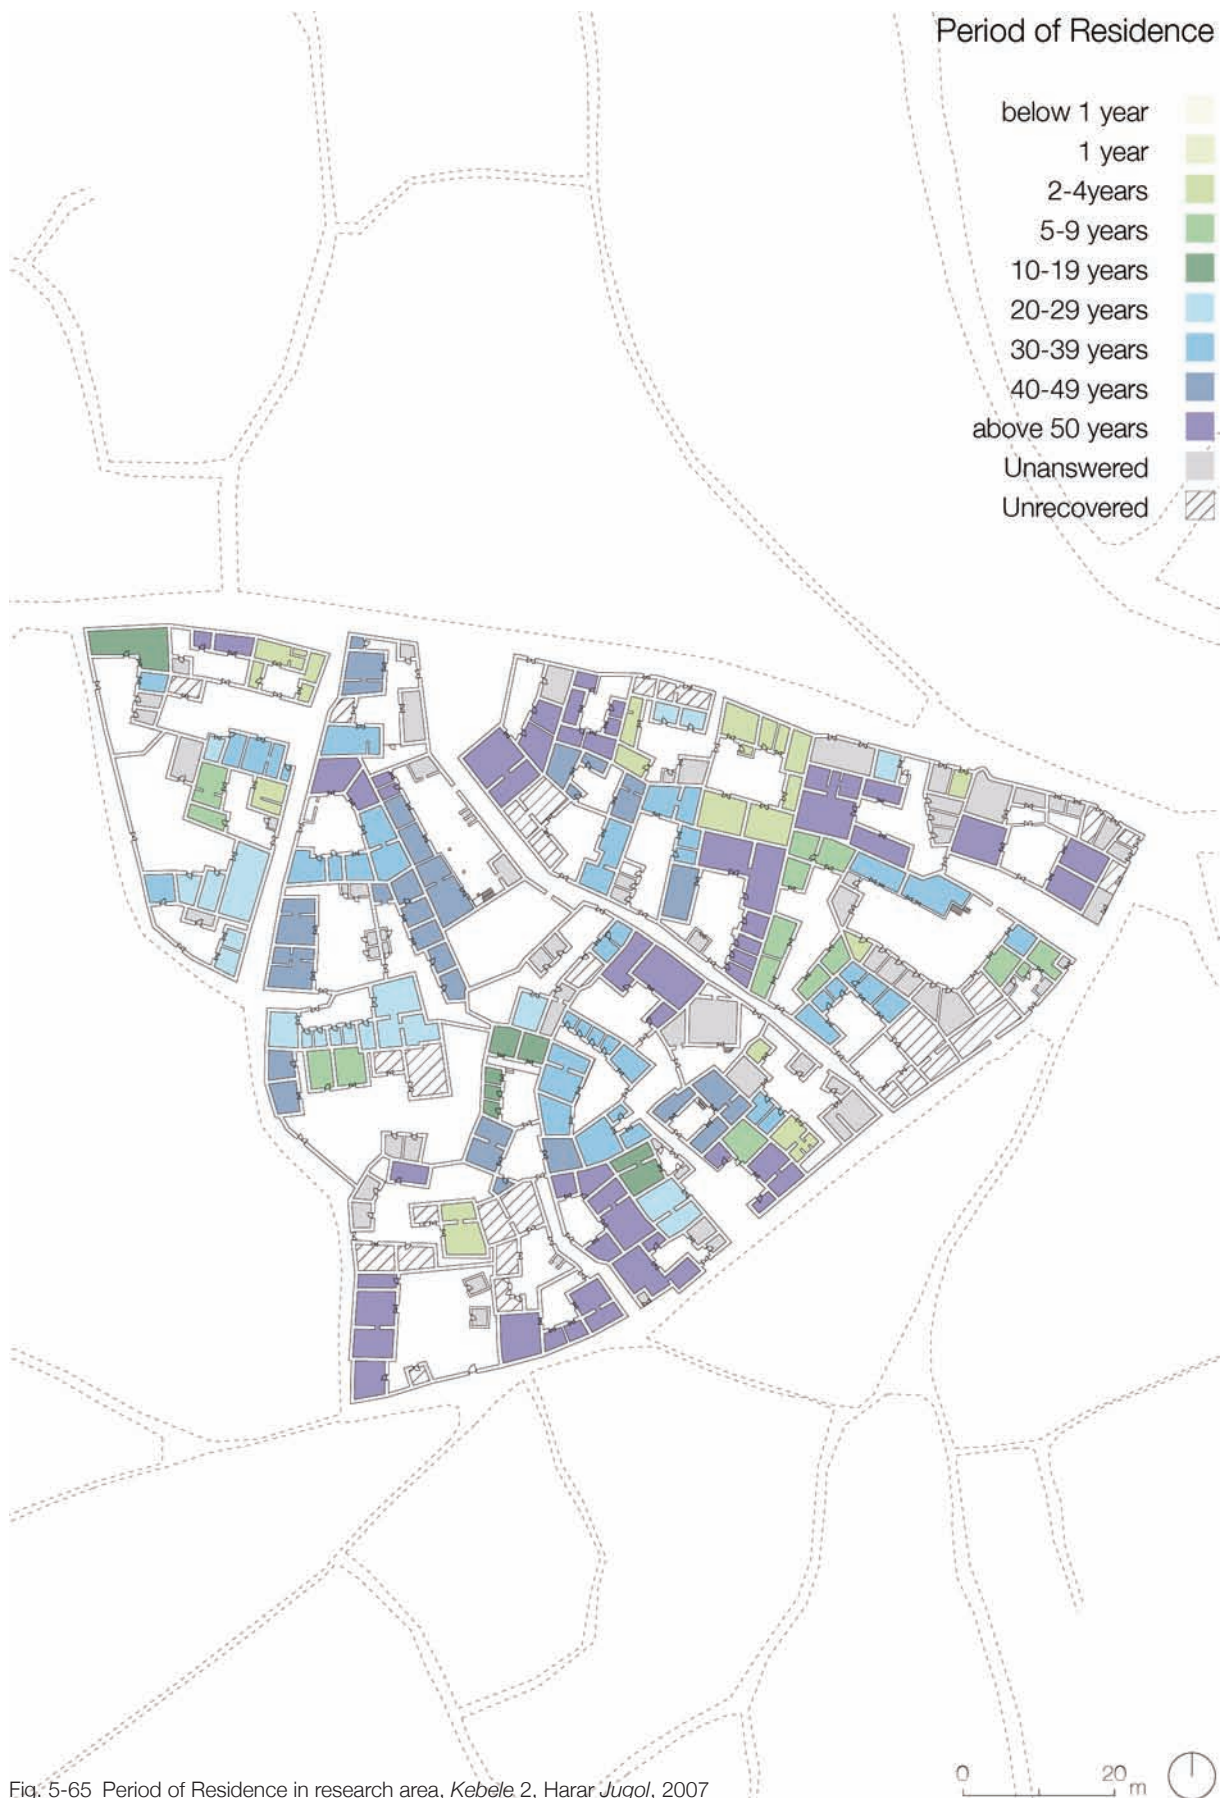 Period of Residence
below 1 year
1 year
2-4years
5-9 years
10-19 years
20-29 years
30-39 years
40-49 years
above 50 years
Unanswered
Unrecovered
0 20 m
Fig. 5-65 Period of Residence in research area, Kebele 2, Harar Jugol, 2007